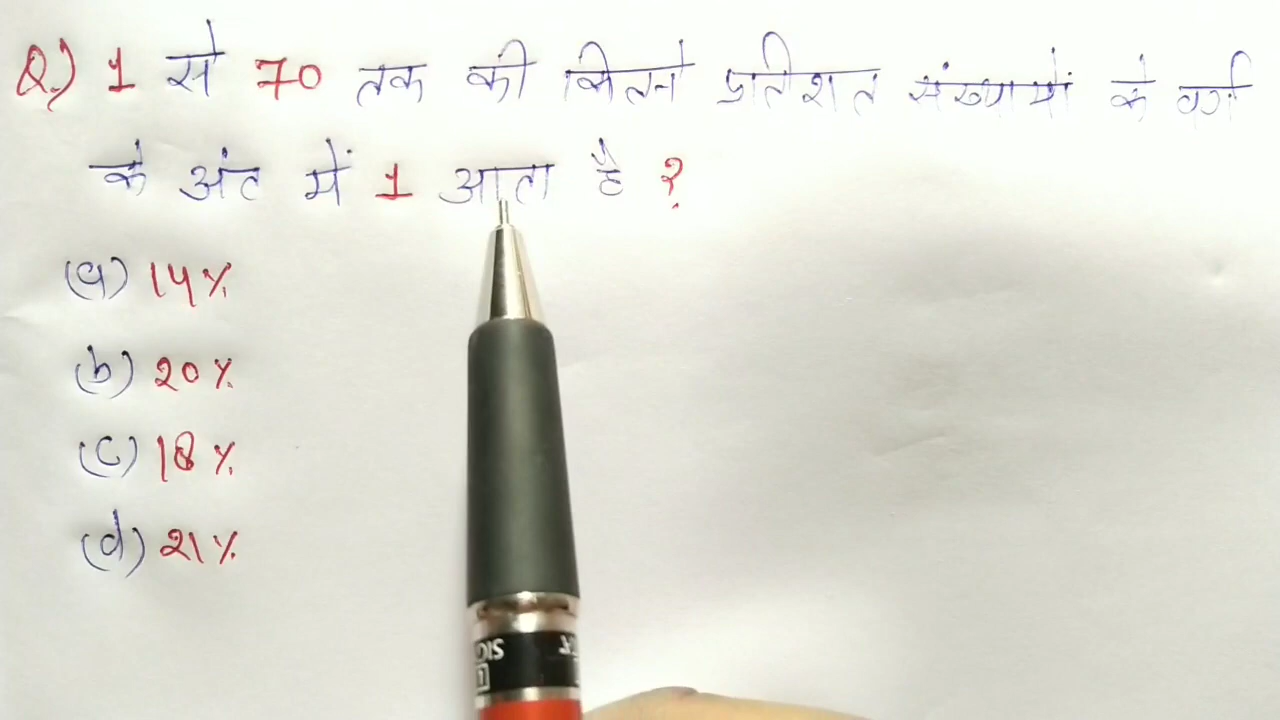 Q.) 1 से 70 तक की कितने प्रतिशत संख्याओं के वर्ग
के अंत में 1 आता है ?
(a) 14%
(b) 20%
(c) 18%
(d) 21%